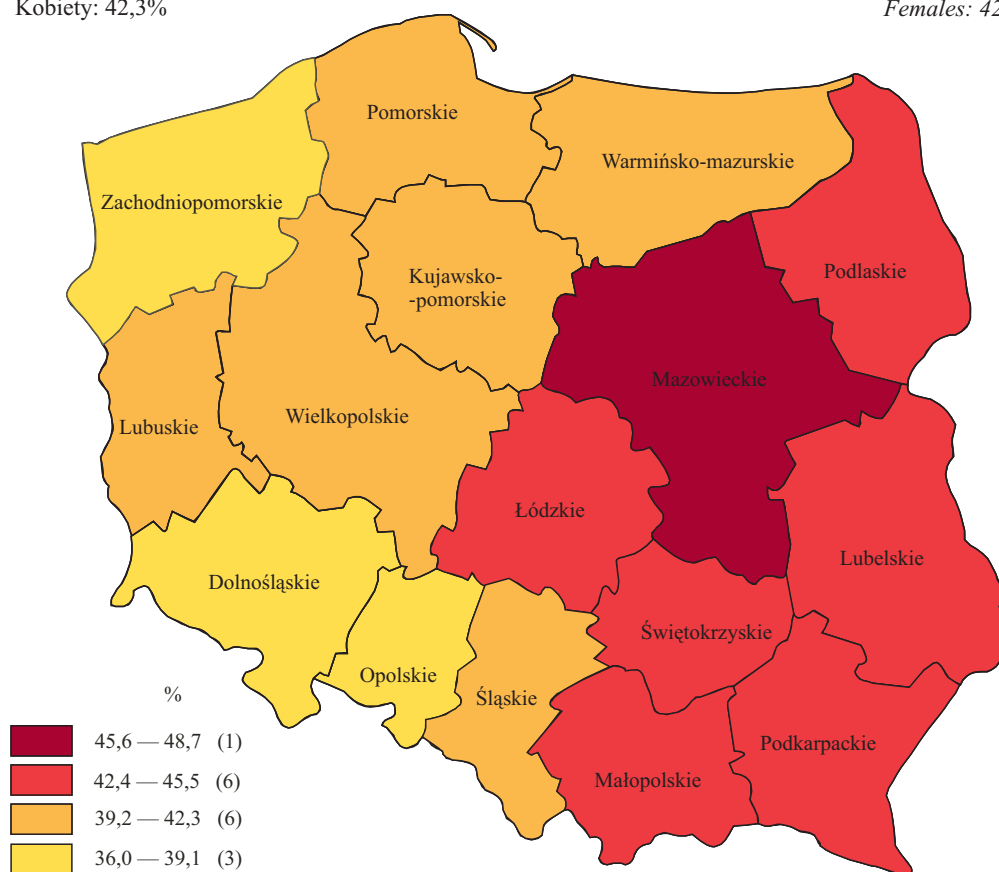 Kobiety: 42,3%
Females: 42
Pomorskie
Warmińsko-mazurskie
Zachodniopomorskie
Podlaskie
Kujawsko-
-pomorskie
Mazowieckie
Wielkopolskie
Lubuskie
Łódzkie
Lubelskie
Dolnośląskie
Świętokrzyskie
Opolskie
Śląskie
Podkarpackie
Małopolskie
%
45,6 — 48,7 (1)
42,4 — 45,5 (6)
39,2 — 42,3 (6)
36,0 — 39,1 (3)